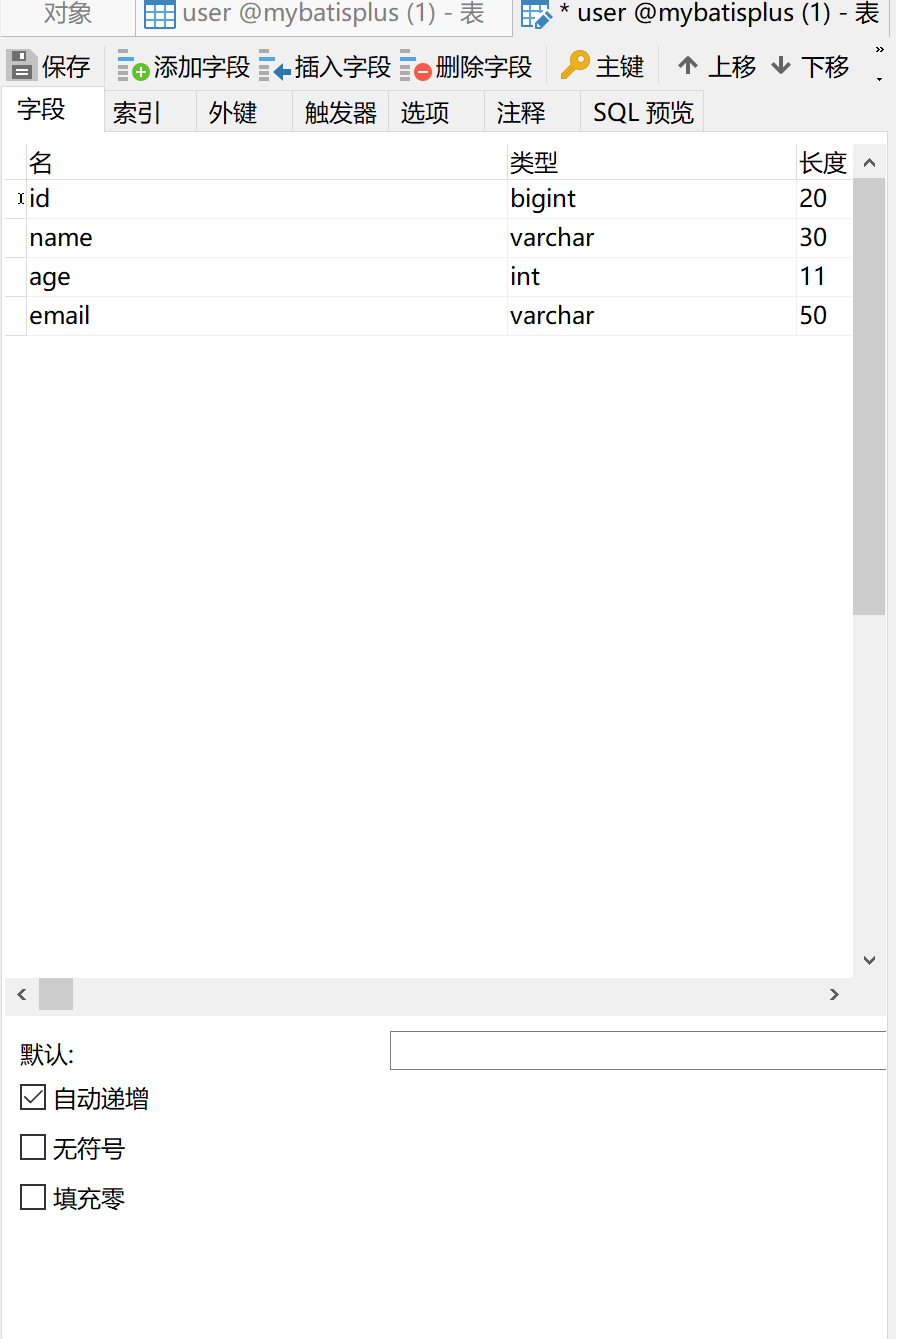 对象 user @mybatisplus (1) - 表 * user @mybatisplus (1) - 表
保存 添加字段 插入字段 删除字段 主键 上移 下移
字段 索引 外键 触发器 选项 注释 SQL 预览
名 类型 长度
id bigint 20
name varchar 30
age int 11
email varchar 50
默认:
自动递增
无符号
填充零